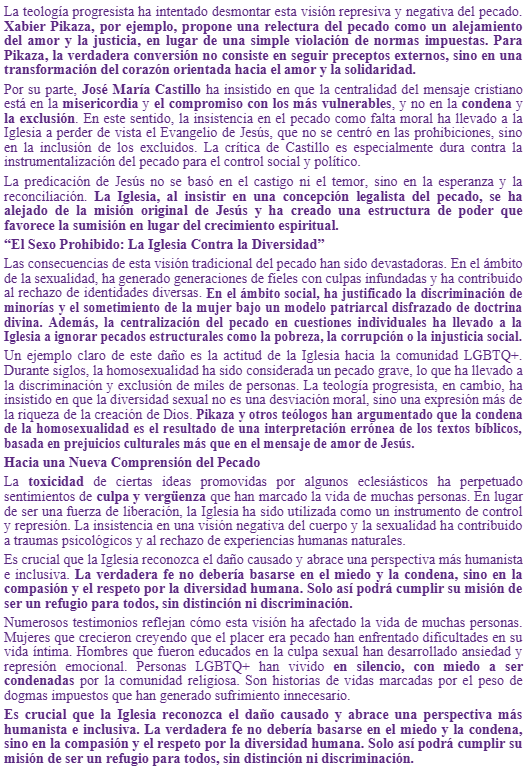 La teología progresista ha intentado desmontar esta visión represiva y negativa del pecado.
Xabier Pikaza, por ejemplo, propone una relectura del pecado como un alejamiento
del amor y la justicia, en lugar de una simple violación de normas impuestas. Para
Pikaza, la verdadera conversión no consiste en seguir preceptos externos, sino en una
transformación del corazón orientada hacia el amor y la solidaridad.
Por su parte, José María Castillo ha insistido en que la centralidad del mensaje cristiano
está en la misericordia y el compromiso con los más vulnerables, y no en la condena y
la exclusión. En este sentido, la insistencia en el pecado como falta moral ha llevado a la
Iglesia a perder de vista el Evangelio de Jesús, que no se centró en las prohibiciones, sino
en la inclusión de los excluidos. La crítica de Castillo es especialmente dura contra la
instrumentalización del pecado para el control social y político.
La predicación de Jesús no se basó en el castigo ni el temor, sino en la esperanza y la
reconciliación. La Iglesia, al insistir en una concepción legalista del pecado, se ha
alejado de la misión original de Jesús y ha creado una estructura de poder que
favorece la sumisión en lugar del crecimiento espiritual.
“El Sexo Prohibido: La Iglesia Contra la Diversidad”
Las consecuencias de esta visión tradicional del pecado han sido devastadoras. En el ámbito
de la sexualidad, ha generado generaciones de fieles con culpas infundadas y ha contribuido
al rechazo de identidades diversas. En el ámbito social, ha justificado la discriminación de
minorías y el sometimiento de la mujer bajo un modelo patriarcal disfrazado de doctrina
divina. Además, la centralización del pecado en cuestiones individuales ha llevado a la
Iglesia a ignorar pecados estructurales como la pobreza, la corrupción o la injusticia social.
Un ejemplo claro de este daño es la actitud de la Iglesia hacia la comunidad LGBTQ+.
Durante siglos, la homosexualidad ha sido considerada un pecado grave, lo que ha llevado a
la discriminación y exclusión de miles de personas. La teología progresista, en cambio, ha
insistido en que la diversidad sexual no es una desviación moral, sino una expresión más de
la riqueza de la creación de Dios. Pikaza y otros teólogos han argumentado que la condena
de la homosexualidad es el resultado de una interpretación errónea de los textos bíblicos,
basada en prejuicios culturales más que en el mensaje de amor de Jesús.
Hacia una Nueva Comprensión del Pecado
La toxicidad de ciertas ideas promovidas por algunos eclesiásticos ha perpetuado
sentimientos de culpa y vergüenza que han marcado la vida de muchas personas. En lugar
de ser una fuerza de liberación, la Iglesia ha sido utilizada como un instrumento de control
y represión. La insistencia en una visión negativa del cuerpo y la sexualidad ha contribuido
a traumas psicológicos y al rechazo de experiencias humanas naturales.
Es crucial que la Iglesia reconozca el daño causado y abrace una perspectiva más humanista
e inclusiva. La verdadera fe no debería basarse en el miedo y la condena, sino en la
compasión y el respeto por la diversidad humana. Solo así podrá cumplir su misión de
ser un refugio para todos, sin distinción ni discriminación.
Numerosos testimonios reflejan cómo esta visión ha afectado la vida de muchas personas.
Mujeres que crecieron creyendo que el placer era pecado han enfrentado dificultades en su
vida íntima. Hombres que fueron educados en la culpa sexual han desarrollado ansiedad y
represión emocional. Personas LGBTQ+ han vivido en silencio, con miedo a ser
condenadas por la comunidad religiosa. Son historias de vidas marcadas por el peso de
dogmas impuestos que han generado sufrimiento innecesario.
Es crucial que la Iglesia reconozca el daño causado y abrace una perspectiva más
humanista e inclusiva. La verdadera fe no debería basarse en el miedo y la condena,
sino en la compasión y el respeto por la diversidad humana. Solo así podrá cumplir su
misión de ser un refugio para todos, sin distinción ni discriminación.